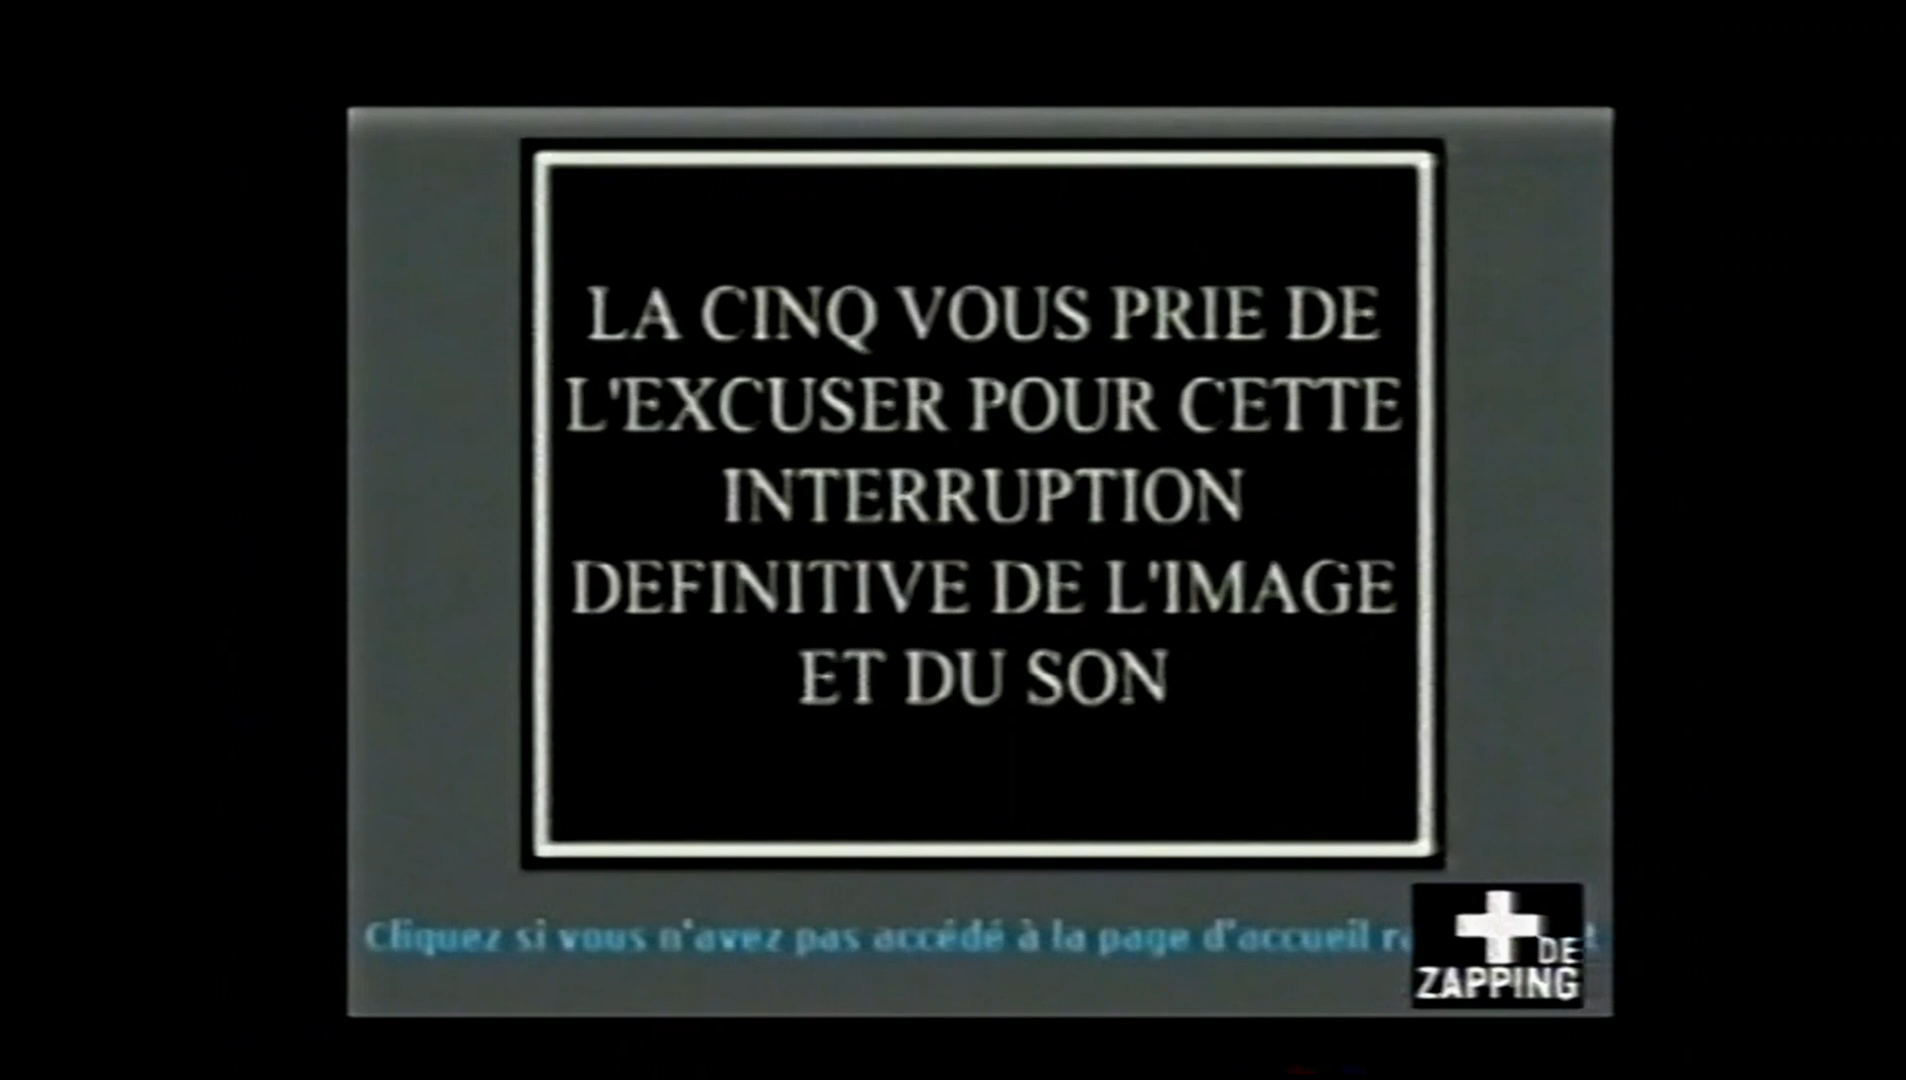 LA CINQ VOUS PRIE DE
L'EXCUSER POUR CETTE
INTERRUPTION
DEFINITIVE DE L'IMAGE
ET DU SON
Cliquez si vous n'avez pas accédé à la page d'accueil
DE
ZAPPING